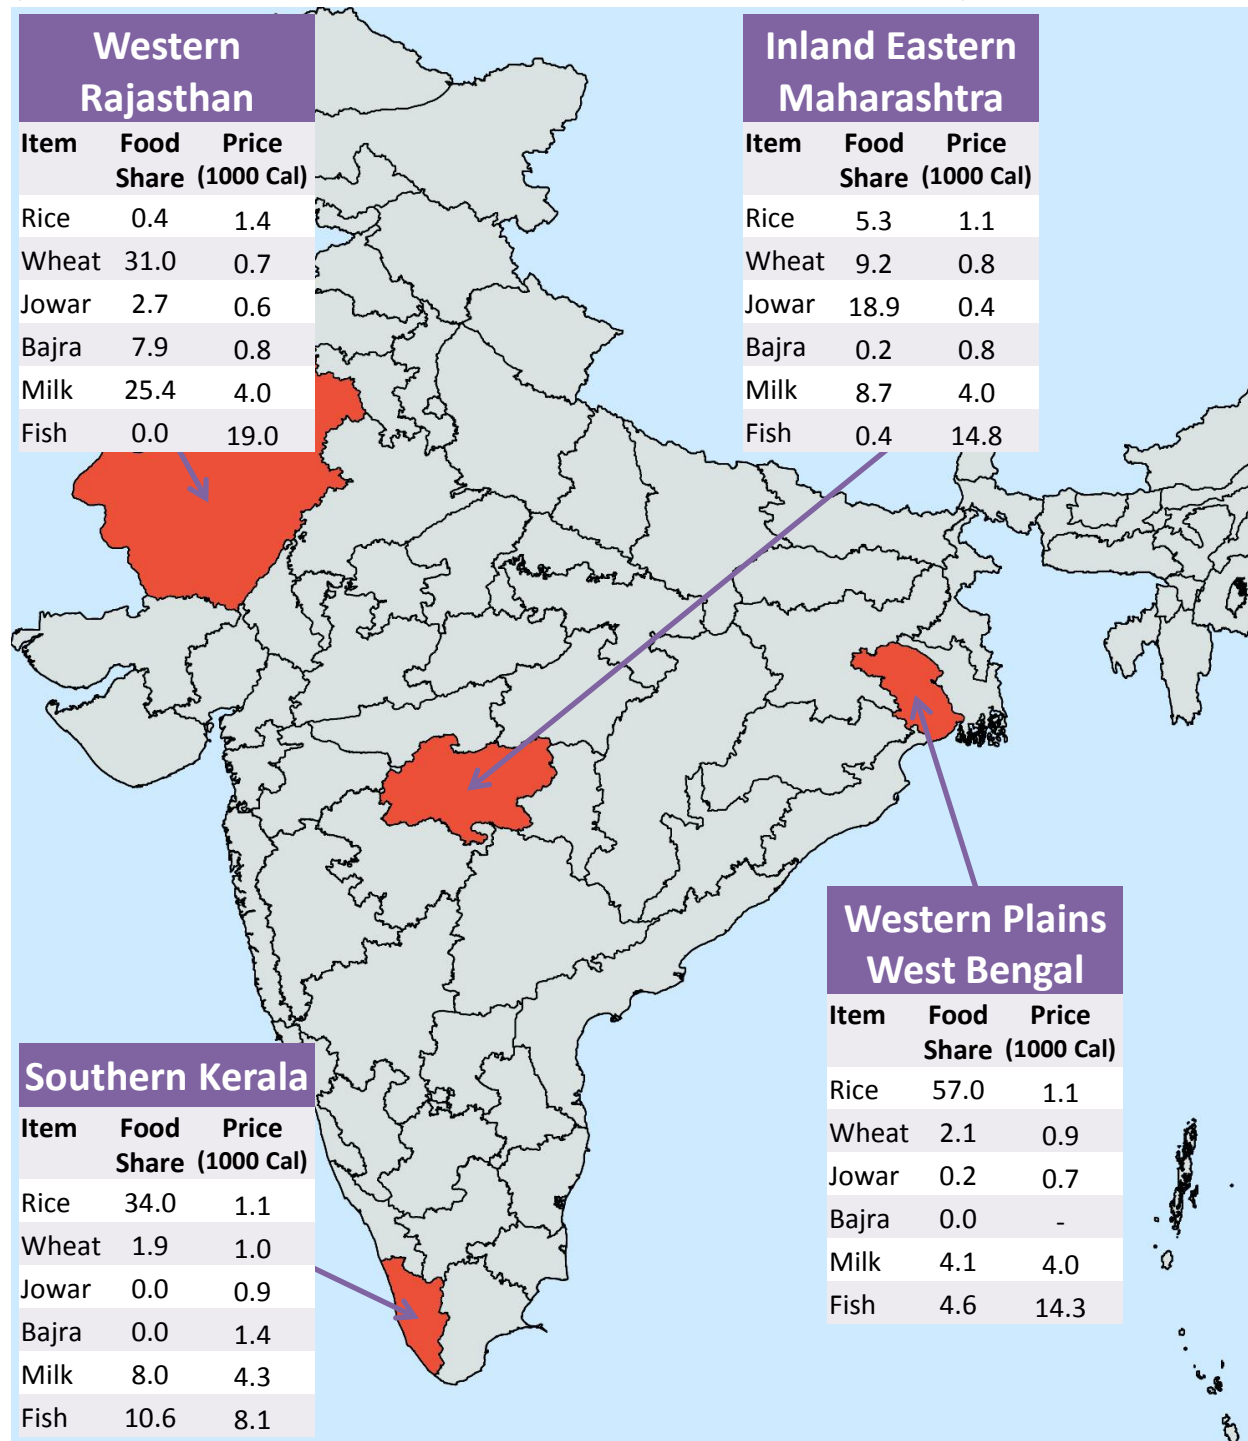 Western
Rajasthan
Item Food Price
Share (1000 Cal)
Rice 0.4 1.4
Wheat 31.0 0.7
Jowar 2.7 0.6
Bajra 7.9 0.8
Milk 25.4 4.0
Fish 0.0 19.0
Inland Eastern
Maharashtra
Item Food Price
Share (1000 Cal)
Rice 5.3 1.1
Wheat 9.2 0.8
Jowar 18.9 0.4
Bajra 0.2 0.8
Milk 8.7 4.0
Fish 0.4 14.8
Western Plains
West Bengal
Item Food Price
Share (1000 Cal)
Rice 57.0 1.1
Wheat 2.1 0.9
Jowar 0.2 0.7
Bajra 0.0 -
Milk 4.1 4.0
Fish 4.6 14.3
Southern Kerala
Item Food Price
Share (1000 Cal)
Rice 34.0 1.1
Wheat 1.9 1.0
Jowar 0.0 0.9
Bajra 0.0 1.4
Milk 8.0 4.3
Fish 10.6 8.1